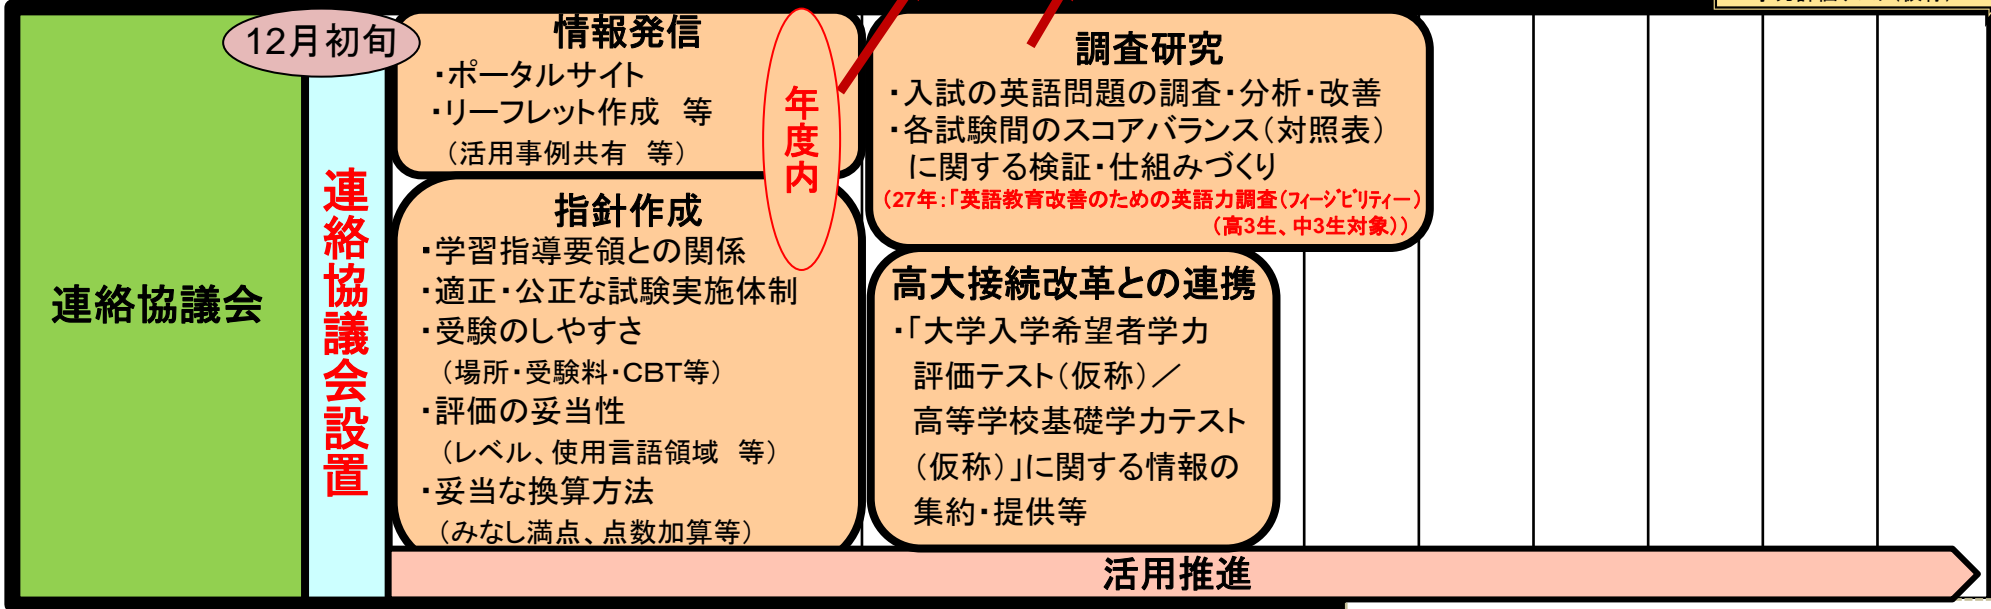 連絡協議会
12月初旬
連絡協議会設置
情報発信
・ポータルサイト
・リーフレット作成　等
（活用事例共有　等）
年度内
指針作成
・学習指導要領との関係
・適正・公正な試験実施体制
・受験のしやすさ
（場所・受験料・CBT等）
・評価の妥当性
（レベル、使用言語領域　等）
・妥当な換算方法
（みなし満点、点数加算等）
調査研究
・入試の英語問題の調査・分析・改善
・各試験間のスコアバランス（対照表）
に関する検証・仕組みづくり
（27年：「英語教育改善のための英語力調査（フィージビリティー）
（高3生、中3生対象））
高大接続改革との連携
・「大学入学希望者学力
評価テスト（仮称）／
高等学校基礎学力テスト
（仮称）」に関する情報の
集約・提供等
活用推進